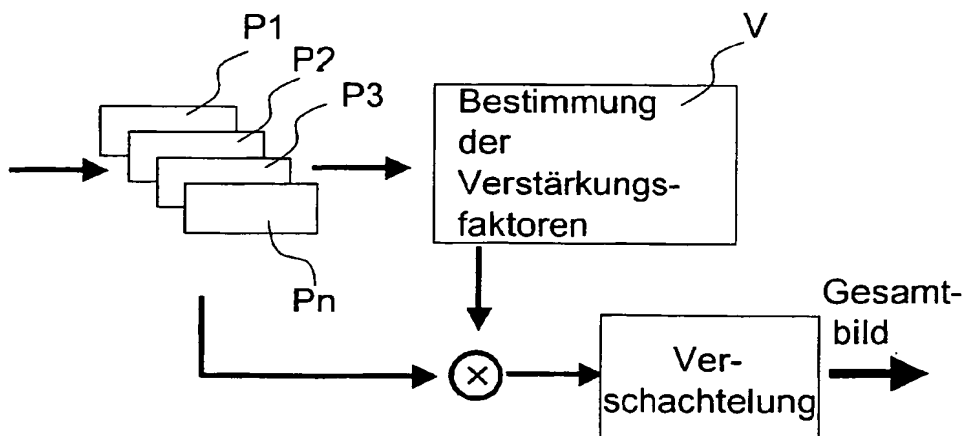 P1
P2
P3
Pn
V
Bestimmung
der
Verstärkungs-
faktoren
×
Ver-
schachtelung
Gesamt-
bild